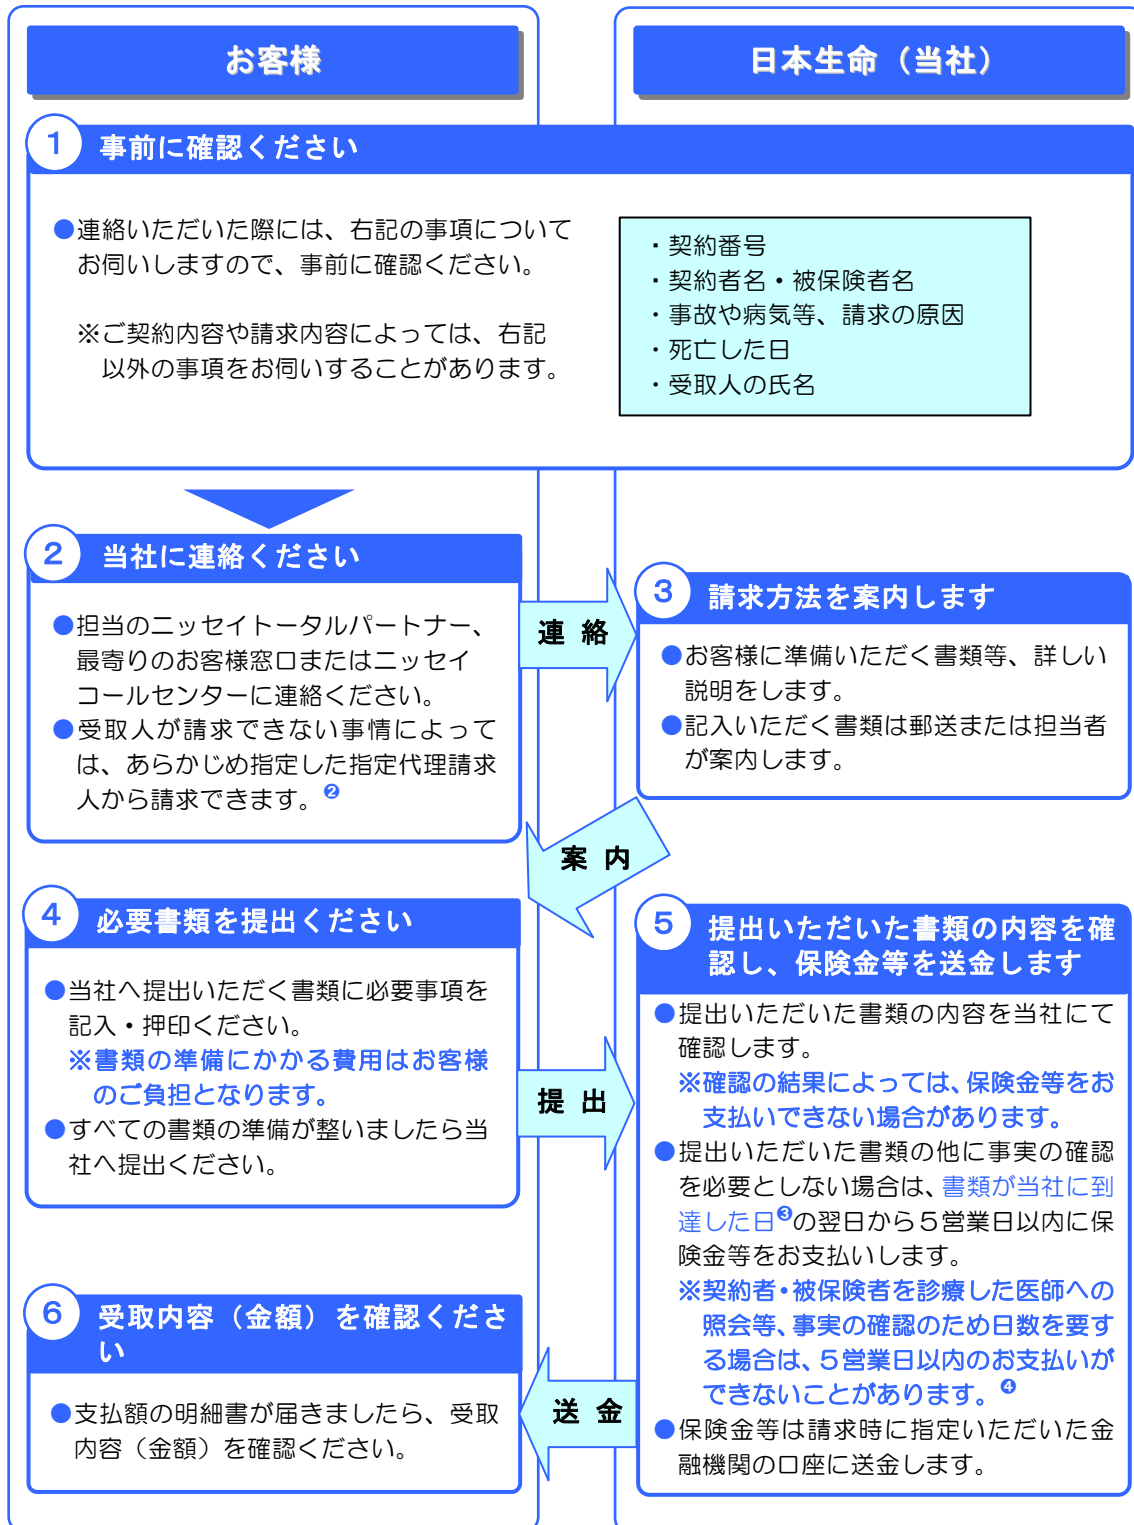 お客様
日本生命（当社）
1 事前に確認ください
●連絡いただいた際には、右記の事項について
お伺いしますので、事前に確認ください。
※ご契約内容や請求内容によっては、右記
以外の事項をお伺いすることがあります。
・契約番号
・契約者名・被保険者名
・事故や病気等、請求の原因
・死亡した日
・受取人の氏名
2 当社に連絡ください
●担当のニッセイトータルパートナー、
最寄りのお客様窓口またはニッセイ
コールセンターに連絡ください。
●受取人が請求できない事情によって
は、あらかじめ指定した指定代理請求
人から請求できます。❷
連 絡
3 請求方法を案内します
●お客様に準備いただく書類等、詳しい
説明をします。
●記入いただく書類は郵送または担当者
が案内します。
案 内
4 必要書類を提出ください
●当社へ提出いただく書類に必要事項を
記入・押印ください。
※書類の準備にかかる費用はお客様
のご負担となります。
●すべての書類の準備が整いましたら当
社へ提出ください。
提 出
5 提出いただいた書類の内容を確
認し、保険金等を送金します
●提出いただいた書類の内容を当社にて
確認します。
※確認の結果によっては、保険金等をお
支払いできない場合があります。
●提出いただいた書類の他に事実の確認
を必要としない場合は、書類が当社に到
達した日❸の翌日から５営業日以内に保
険金等をお支払いします。
※契約者・被保険者を診療した医師への
照会等、事実の確認のため日数を要す
る場合は、５営業日以内のお支払いが
できないことがあります。❹
●保険金等は請求時に指定いただいた金
融機関の口座に送金します。
送 金
6 受取内容（金額）を確認くださ
い
●支払額の明細書が届きましたら、受取
内容（金額）を確認ください。